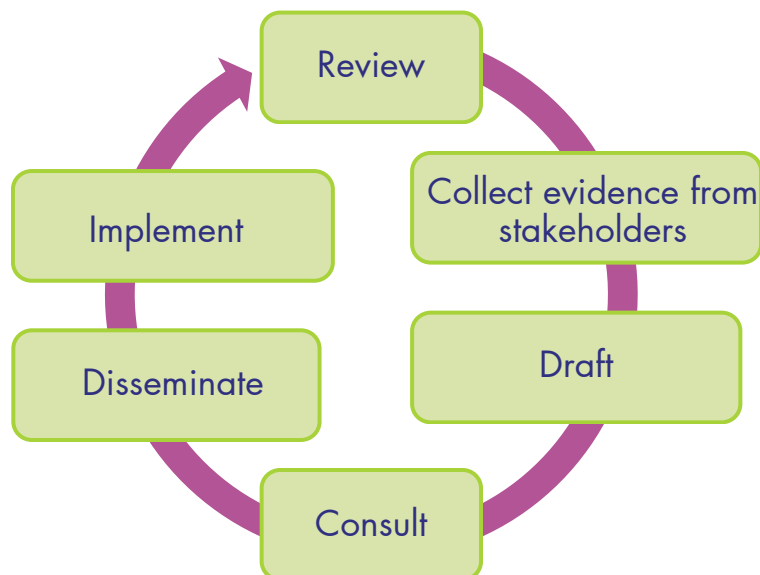 Review
Collect evidence from
stakeholders
Draft
Consult
Disseminate
Implement